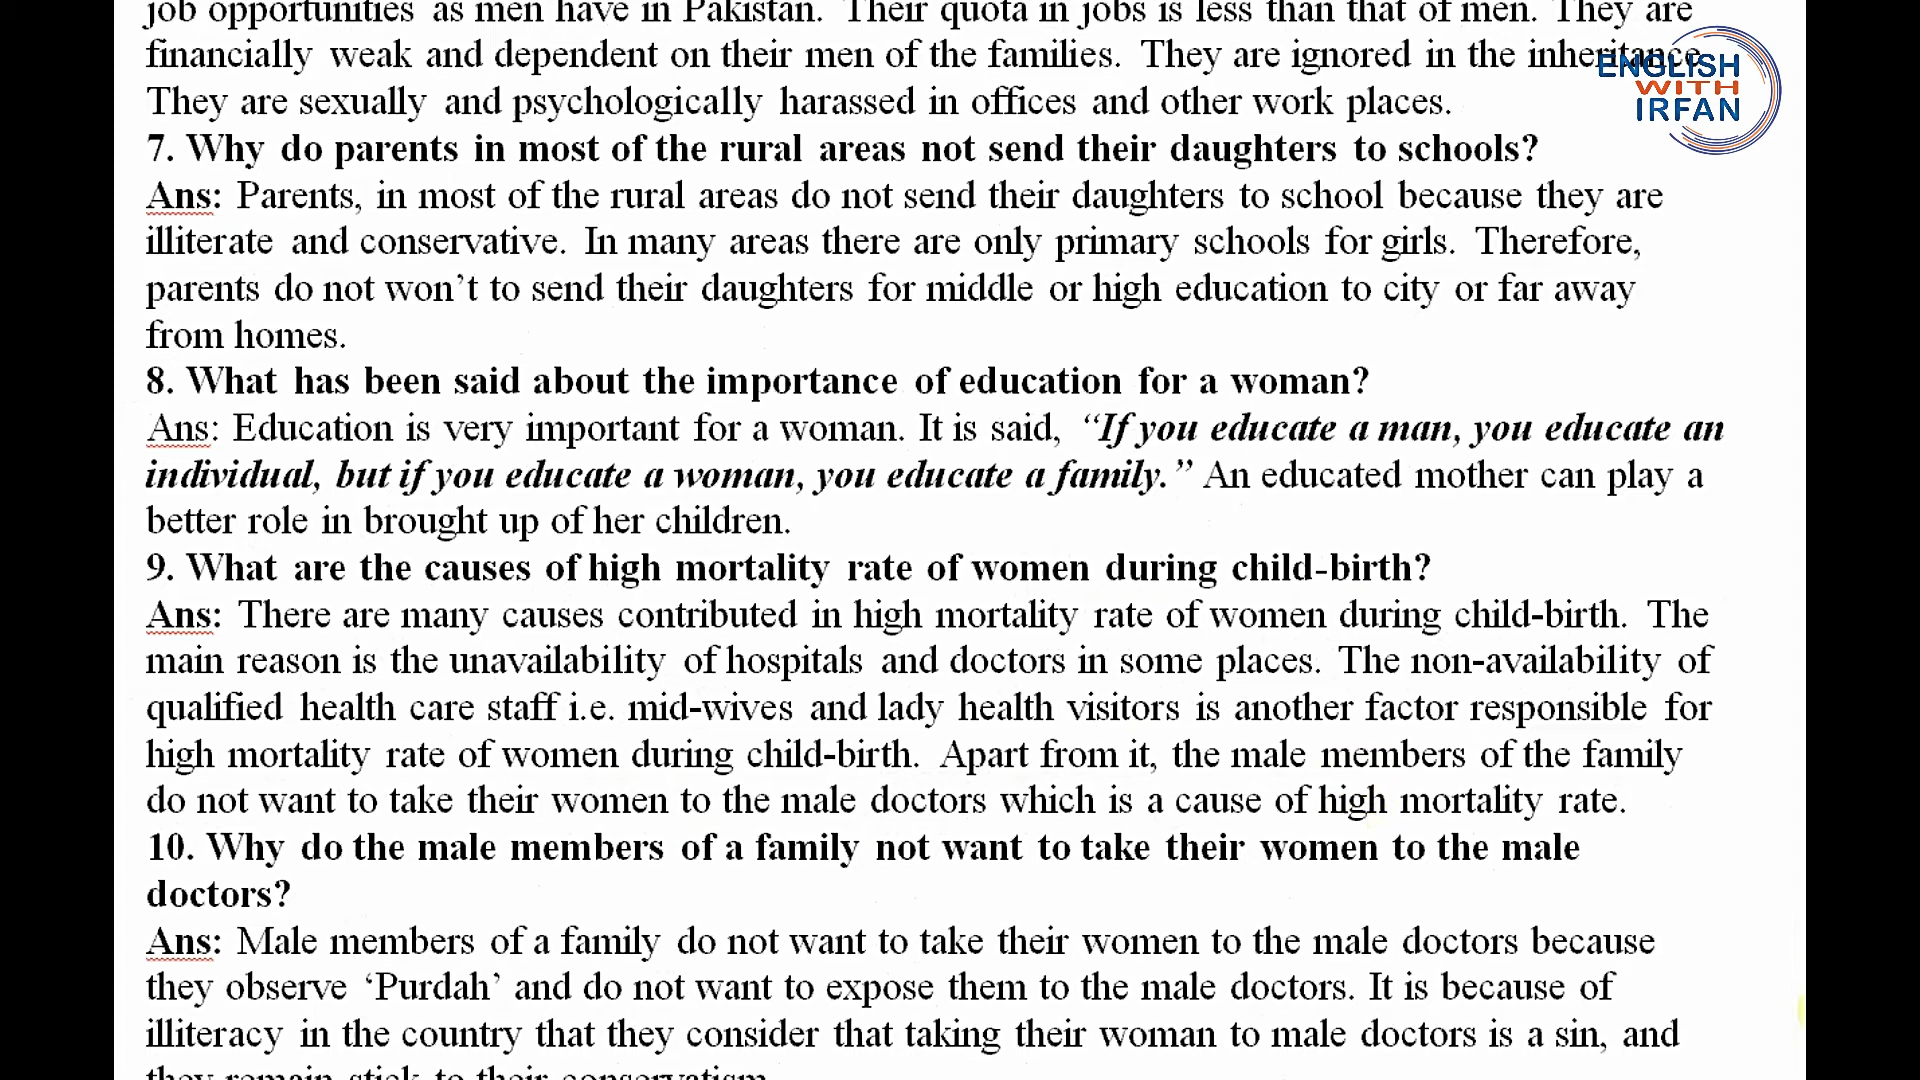 job opportunities as men have in Pakistan. Their quota in jobs is less than that of men. They are
financially weak and dependent on their men of the families. They are ignored in the inheritance.
They are sexually and psychologically harassed in offices and other work places.
ENGLISH
WITH
IRFAN
7. Why do parents in most of the rural areas not send their daughters to schools?
Ans: Parents, in most of the rural areas do not send their daughters to school because they are
illiterate and conservative. In many areas there are only primary schools for girls. Therefore,
parents do not won’t to send their daughters for middle or high education to city or far away
from homes.
8. What has been said about the importance of education for a woman?
Ans: Education is very important for a woman. It is said, “If you educate a man, you educate an
individual, but if you educate a woman, you educate a family.” An educated mother can play a
better role in brought up of her children.
9. What are the causes of high mortality rate of women during child-birth?
Ans: There are many causes contributed in high mortality rate of women during child-birth. The
main reason is the unavailability of hospitals and doctors in some places. The non-availability of
qualified health care staff i.e. mid-wives and lady health visitors is another factor responsible for
high mortality rate of women during child-birth. Apart from it, the male members of the family
do not want to take their women to the male doctors which is a cause of high mortality rate.
10. Why do the male members of a family not want to take their women to the male
doctors?
Ans: Male members of a family do not want to take their women to the male doctors because
they observe ‘Purdah’ and do not want to expose them to the male doctors. It is because of
illiteracy in the country that they consider that taking their woman to male doctors is a sin, and
they remain stick to their conservatism